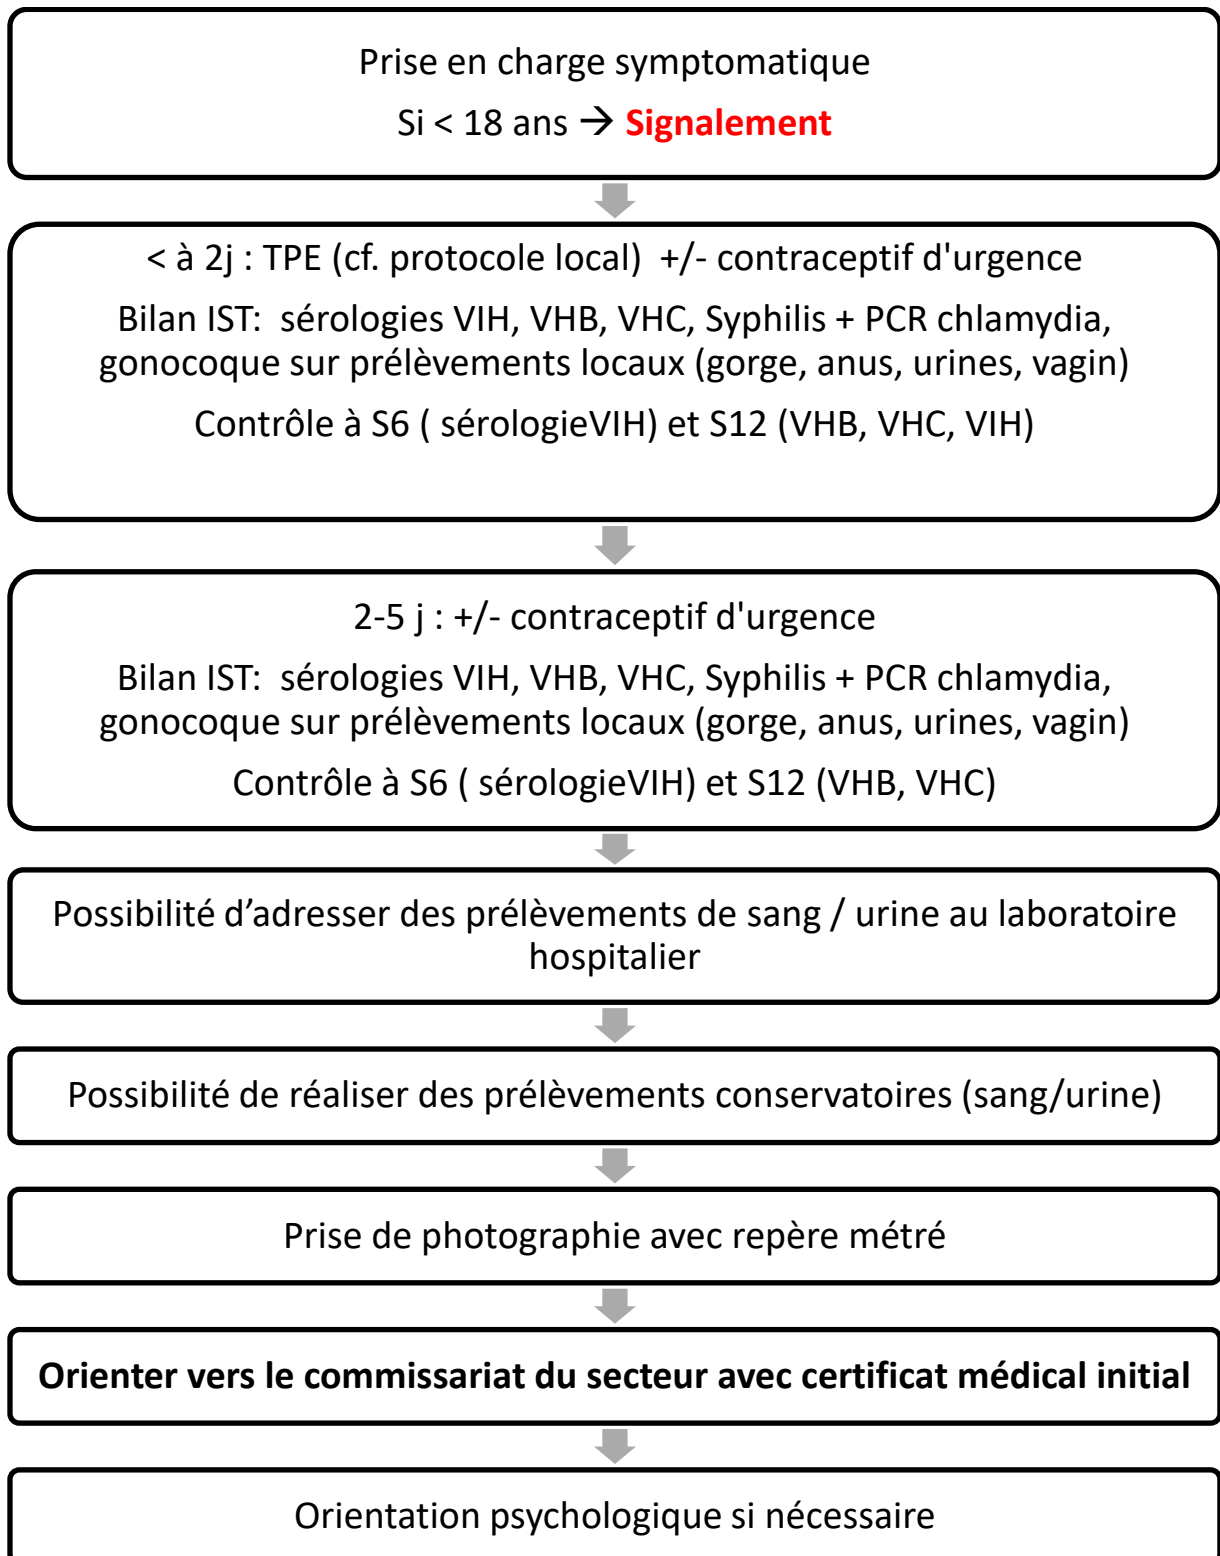 Prise en charge symptomatique
Si < 18 ans → Signalement
< à 2j : TPE (cf. protocole local) +/- contraceptif d'urgence
Bilan IST: sérologies VIH, VHB, VHC, Syphilis + PCR chlamydia,
gonocoque sur prélèvements locaux (gorge, anus, urines, vagin)
Contrôle à S6 ( sérologieVIH) et S12 (VHB, VHC, VIH)
2-5 j : +/- contraceptif d'urgence
Bilan IST: sérologies VIH, VHB, VHC, Syphilis + PCR chlamydia,
gonocoque sur prélèvements locaux (gorge, anus, urines, vagin)
Contrôle à S6 ( sérologieVIH) et S12 (VHB, VHC)
Possibilité d’adresser des prélèvements de sang / urine au laboratoire
hospitalier
Possibilité de réaliser des prélèvements conservatoires (sang/urine)
Prise de photographie avec repère métré
Orienter vers le commissariat du secteur avec certificat médical initial
Orientation psychologique si nécessaire